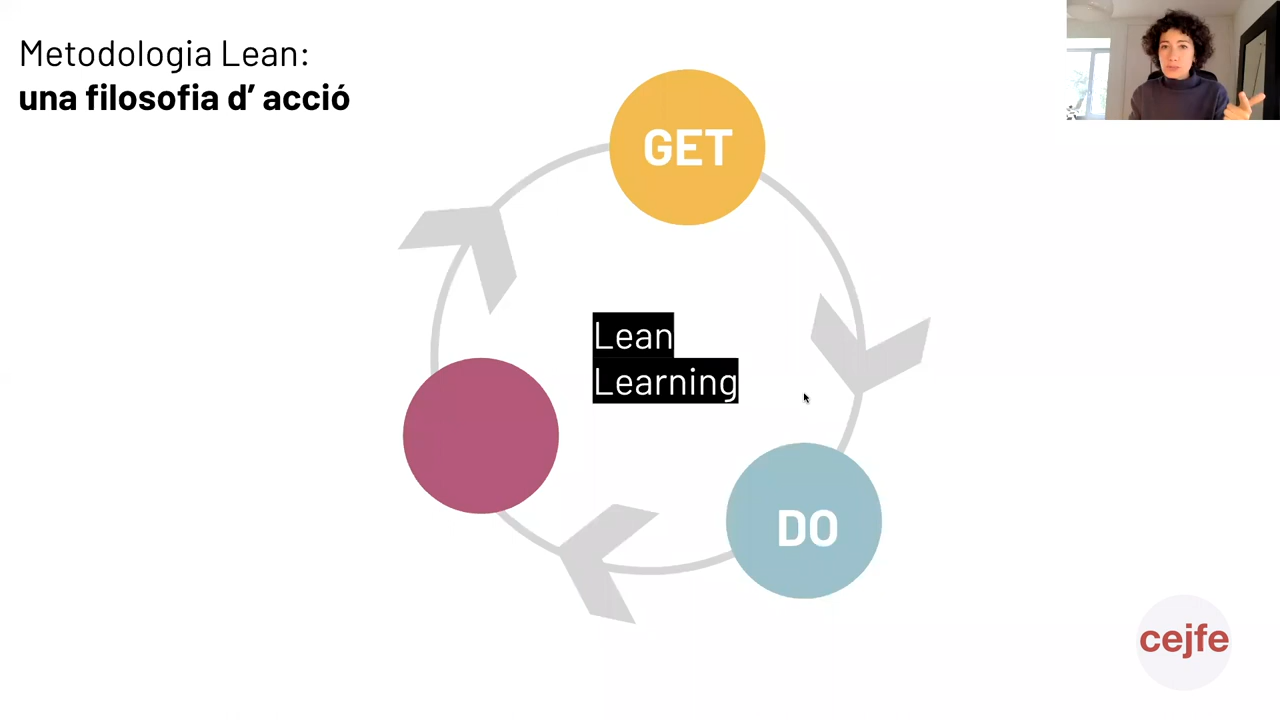 Metodologia Lean:
una filosofia d’ acció
GET
Lean
Learning
DO
cejfe